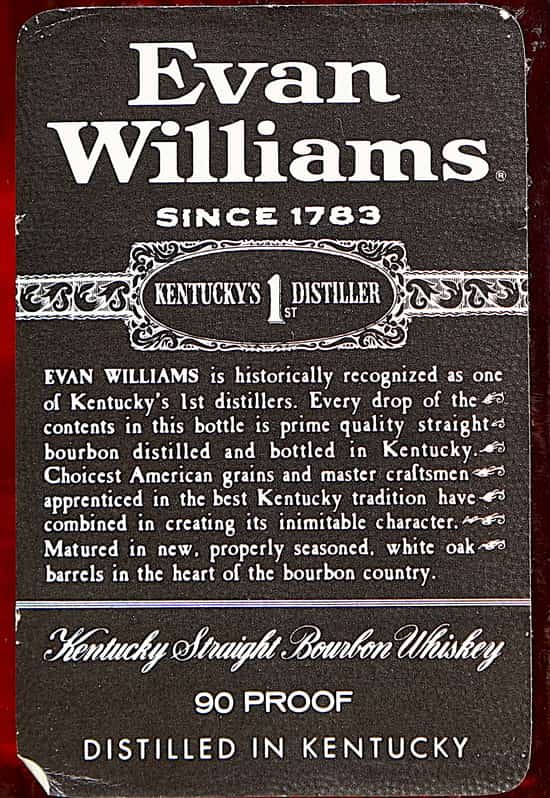 Evan
Williams®
SINCE 1783
KENTUCKY'S 1ST DISTILLER
EVAN WILLIAMS is historically recognized as one
of Kentucky's 1st distillers. Every drop of the
contents in this bottle is prime quality straight
bourbon distilled and bottled in Kentucky.
Choicest American grains and master craftsmen
apprenticed in the best Kentucky tradition have
combined in creating its inimitable character.
Matured in new, properly seasoned, white oak
barrels in the heart of the bourbon country.
Kentucky Straight Bourbon Whiskey
90 PROOF
DISTILLED IN KENTUCKY